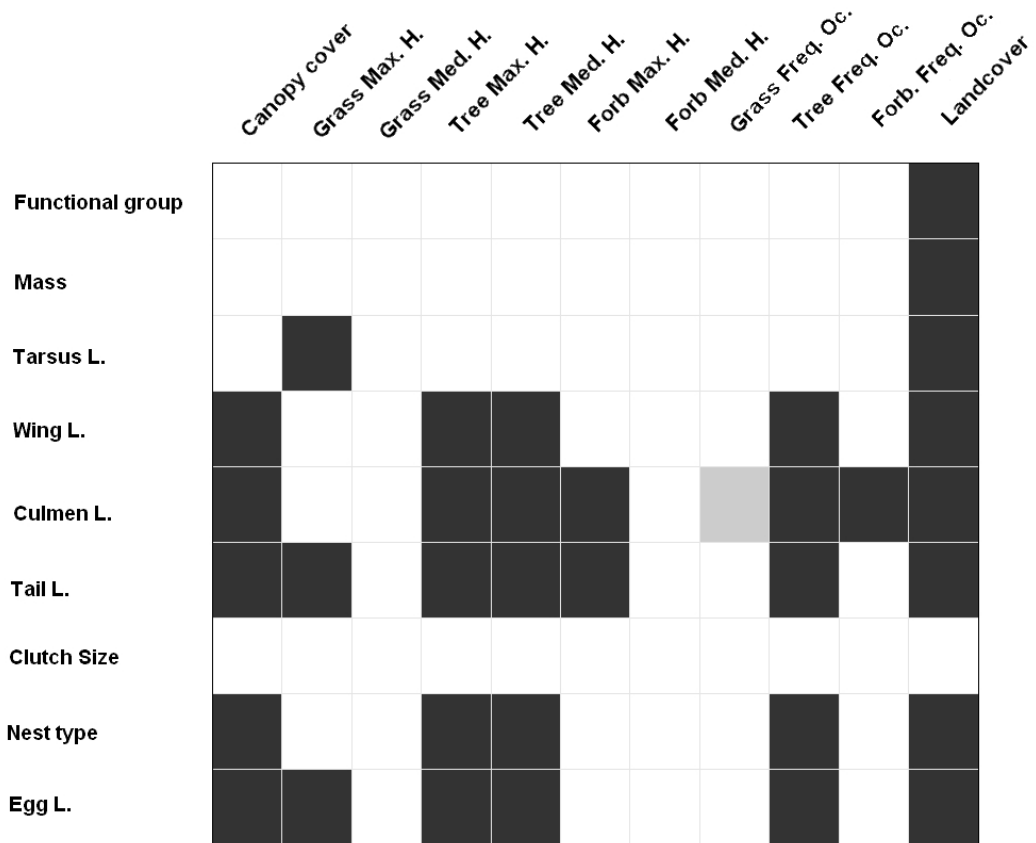 Canopy cover
Grass Max. H.
Grass Med. H.
Tree Max. H.
Tree Med. H.
Forb Max. H.
Forb Med. H.
Grass Freq. Oc.
Tree Freq. Oc.
Forb. Freq. Oc.
Landcover
Functional group
Mass
Tarsus L.
Wing L.
Culmen L.
Tail L.
Clutch Size
Nest type
Egg L.